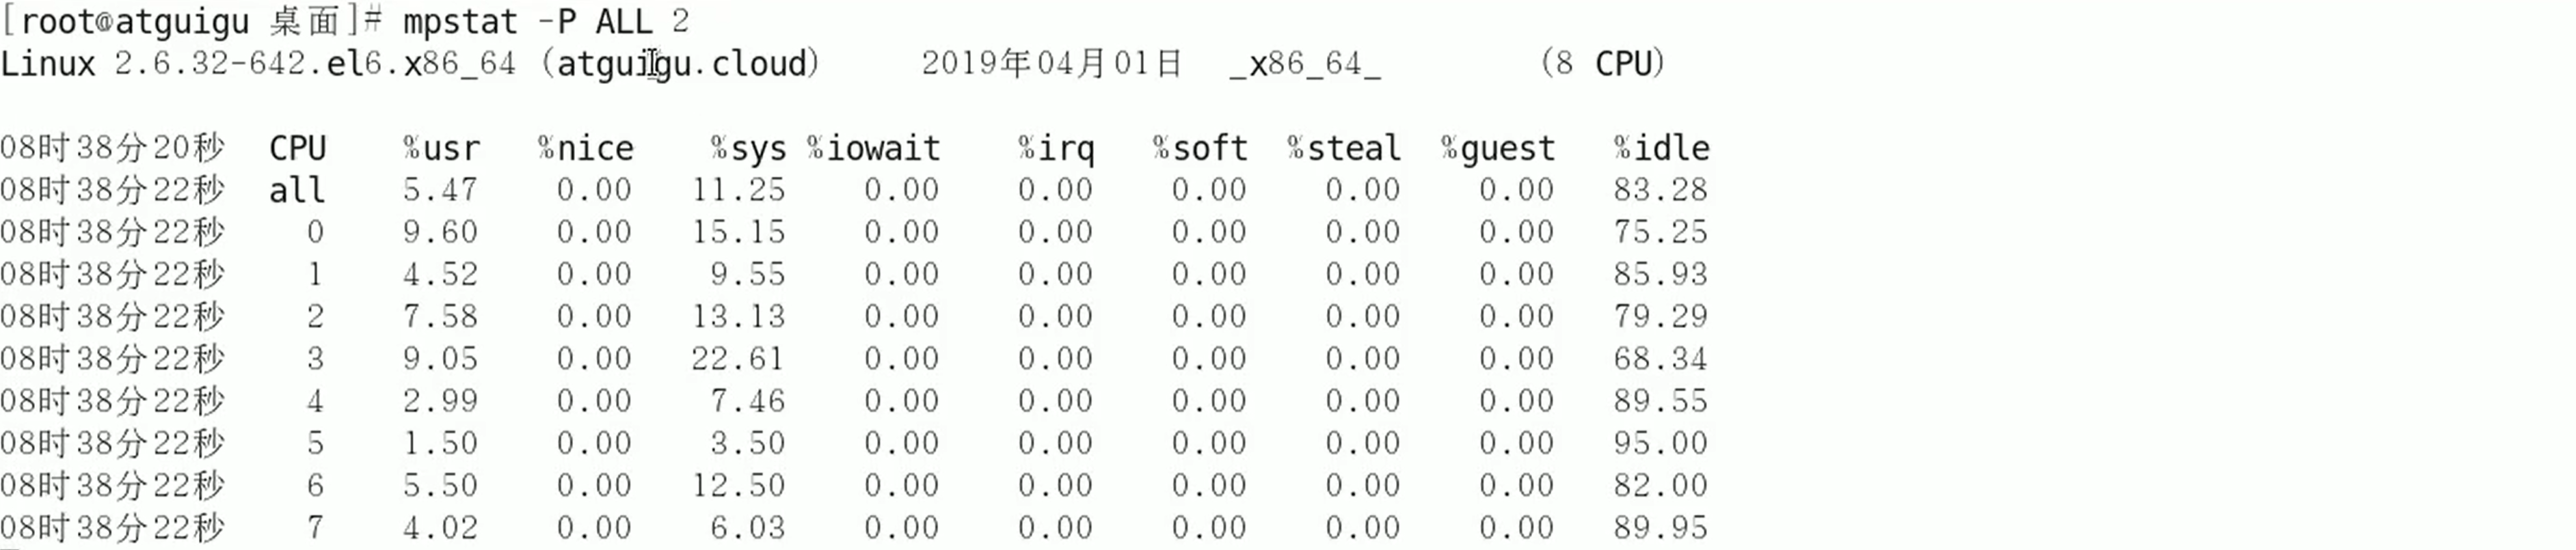 [root@atguigu 桌面]# mpstat -P ALL 2
Linux 2.6.32-642.el6.x86_64 (atguigu.cloud) 2019年04月01日 _x86_64_ (8 CPU)
08时38分20秒 CPU %usr %nice %sys %iowait %irq %soft %steal %guest %idle
08时38分22秒 all 5.47 0.00 11.25 0.00 0.00 0.00 0.00 0.00 83.28
08时38分22秒 0 9.60 0.00 15.15 0.00 0.00 0.00 0.00 0.00 75.25
08时38分22秒 1 4.52 0.00 9.55 0.00 0.00 0.00 0.00 0.00 85.93
08时38分22秒 2 7.58 0.00 13.13 0.00 0.00 0.00 0.00 0.00 79.29
08时38分22秒 3 9.05 0.00 22.61 0.00 0.00 0.00 0.00 0.00 68.34
08时38分22秒 4 2.99 0.00 7.46 0.00 0.00 0.00 0.00 0.00 89.55
08时38分22秒 5 1.50 0.00 3.50 0.00 0.00 0.00 0.00 0.00 95.00
08时38分22秒 6 5.50 0.00 12.50 0.00 0.00 0.00 0.00 0.00 82.00
08时38分22秒 7 4.02 0.00 6.03 0.00 0.00 0.00 0.00 0.00 89.95